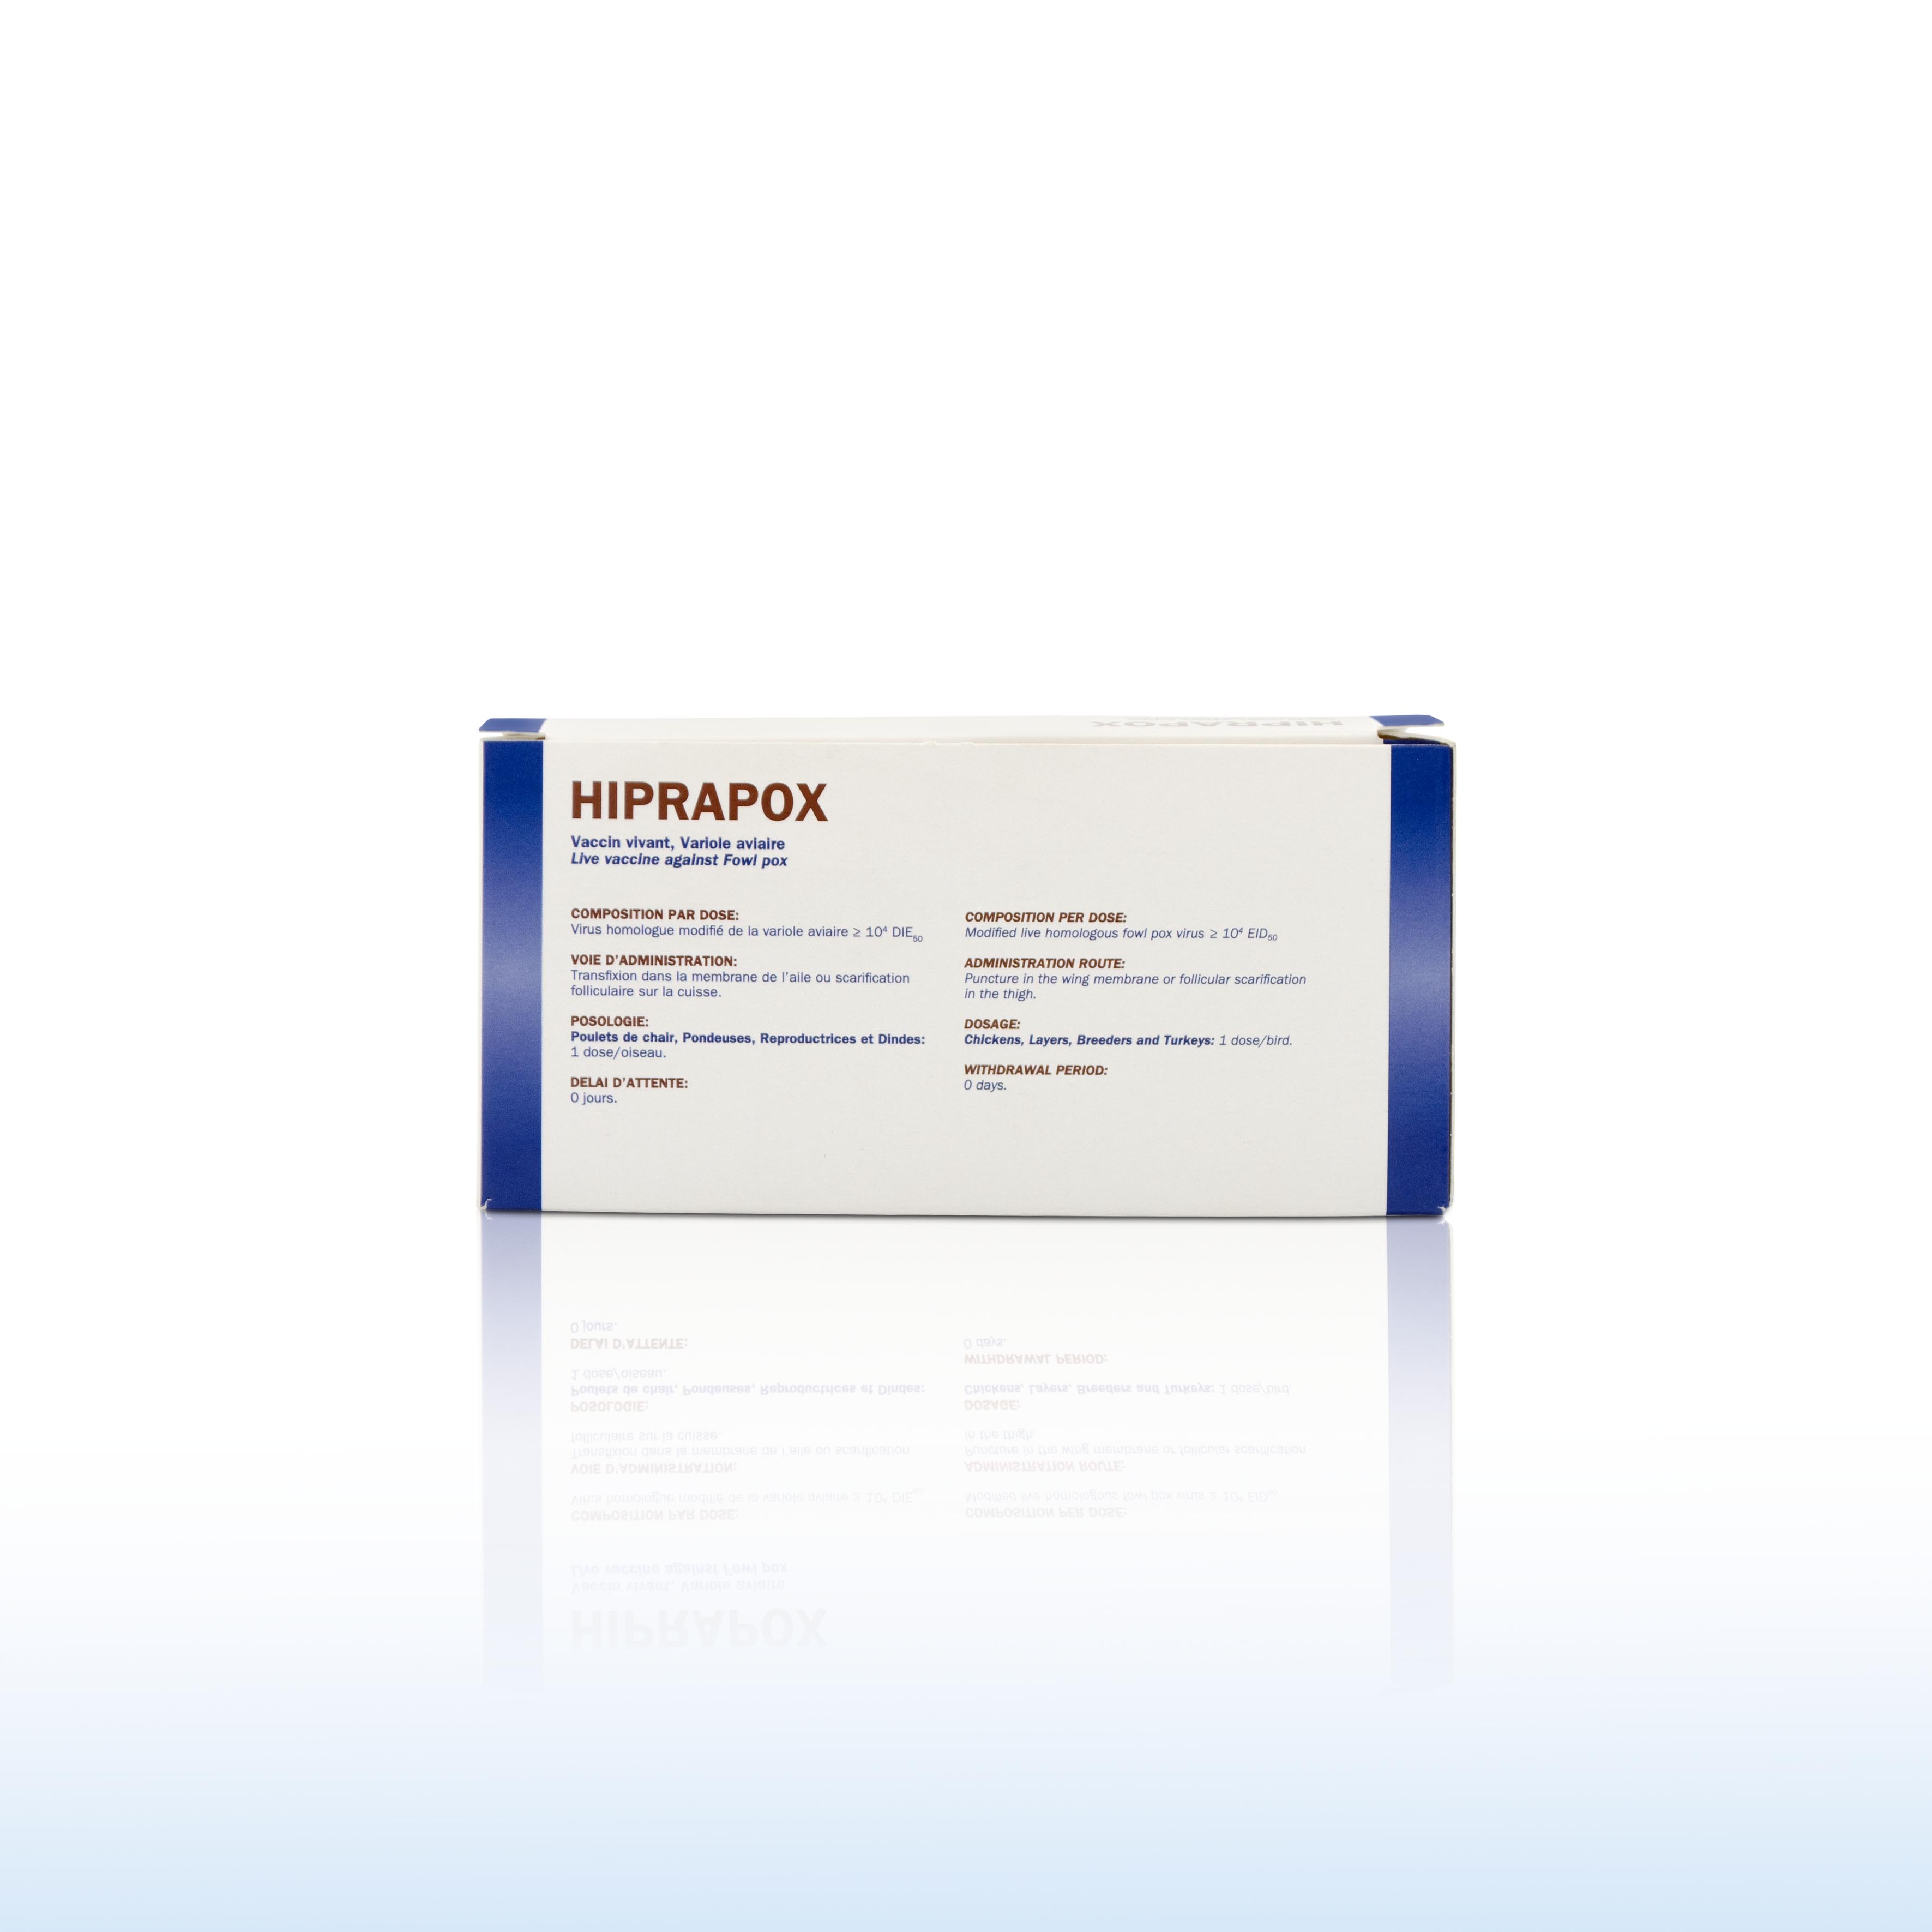 HIPRAPOX
HIPRAPOX
Vaccin vivant, Variole aviaire
Live vaccine against Fowl pox
COMPOSITION PAR DOSE:
Virus homologue modifié de la variole aviaire ≥ 10⁴ DIE₅₀
VOIE D'ADMINISTRATION:
Transfixion dans la membrane de l'aile ou scarification
folliculaire sur la cuisse.
POSOLOGIE:
Poulets de chair, Pondeuses, Reproductrices et Dindes:
1 dose/oiseau.
DELAI D'ATTENTE:
0 jours.
COMPOSITION PER DOSE:
Modified live homologous fowl pox virus ≥ 10⁴ EID₅₀
ADMINISTRATION ROUTE:
Puncture in the wing membrane or follicular scarification
in the thigh.
DOSAGE:
Chickens, Layers, Breeders and Turkeys: 1 dose/bird.
WITHDRAWAL PERIOD:
0 days.